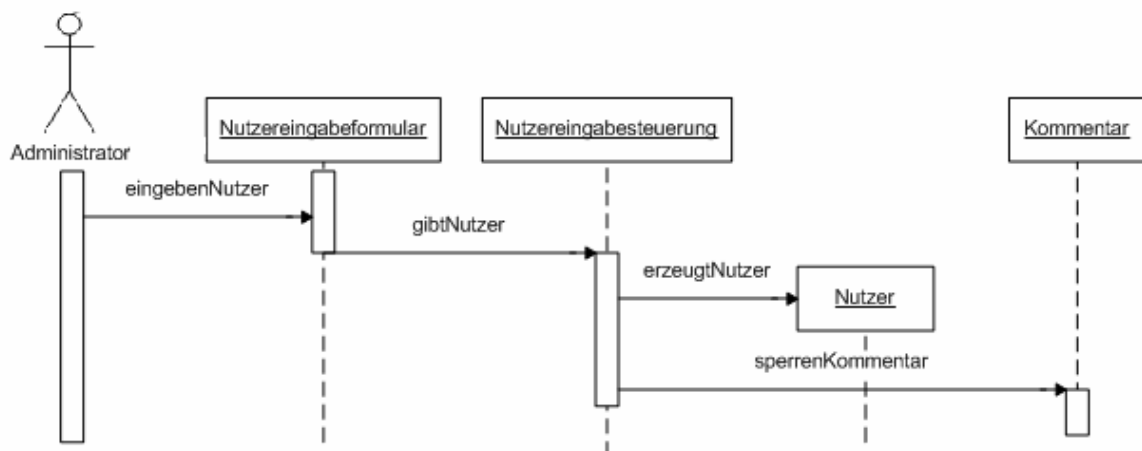 Administrator
Nutzereingabeformular
Nutzereingabesteuerung
Kommentar
eingebenNutzer
gibtNutzer
erzeugtNutzer
Nutzer
sperrenKommentar